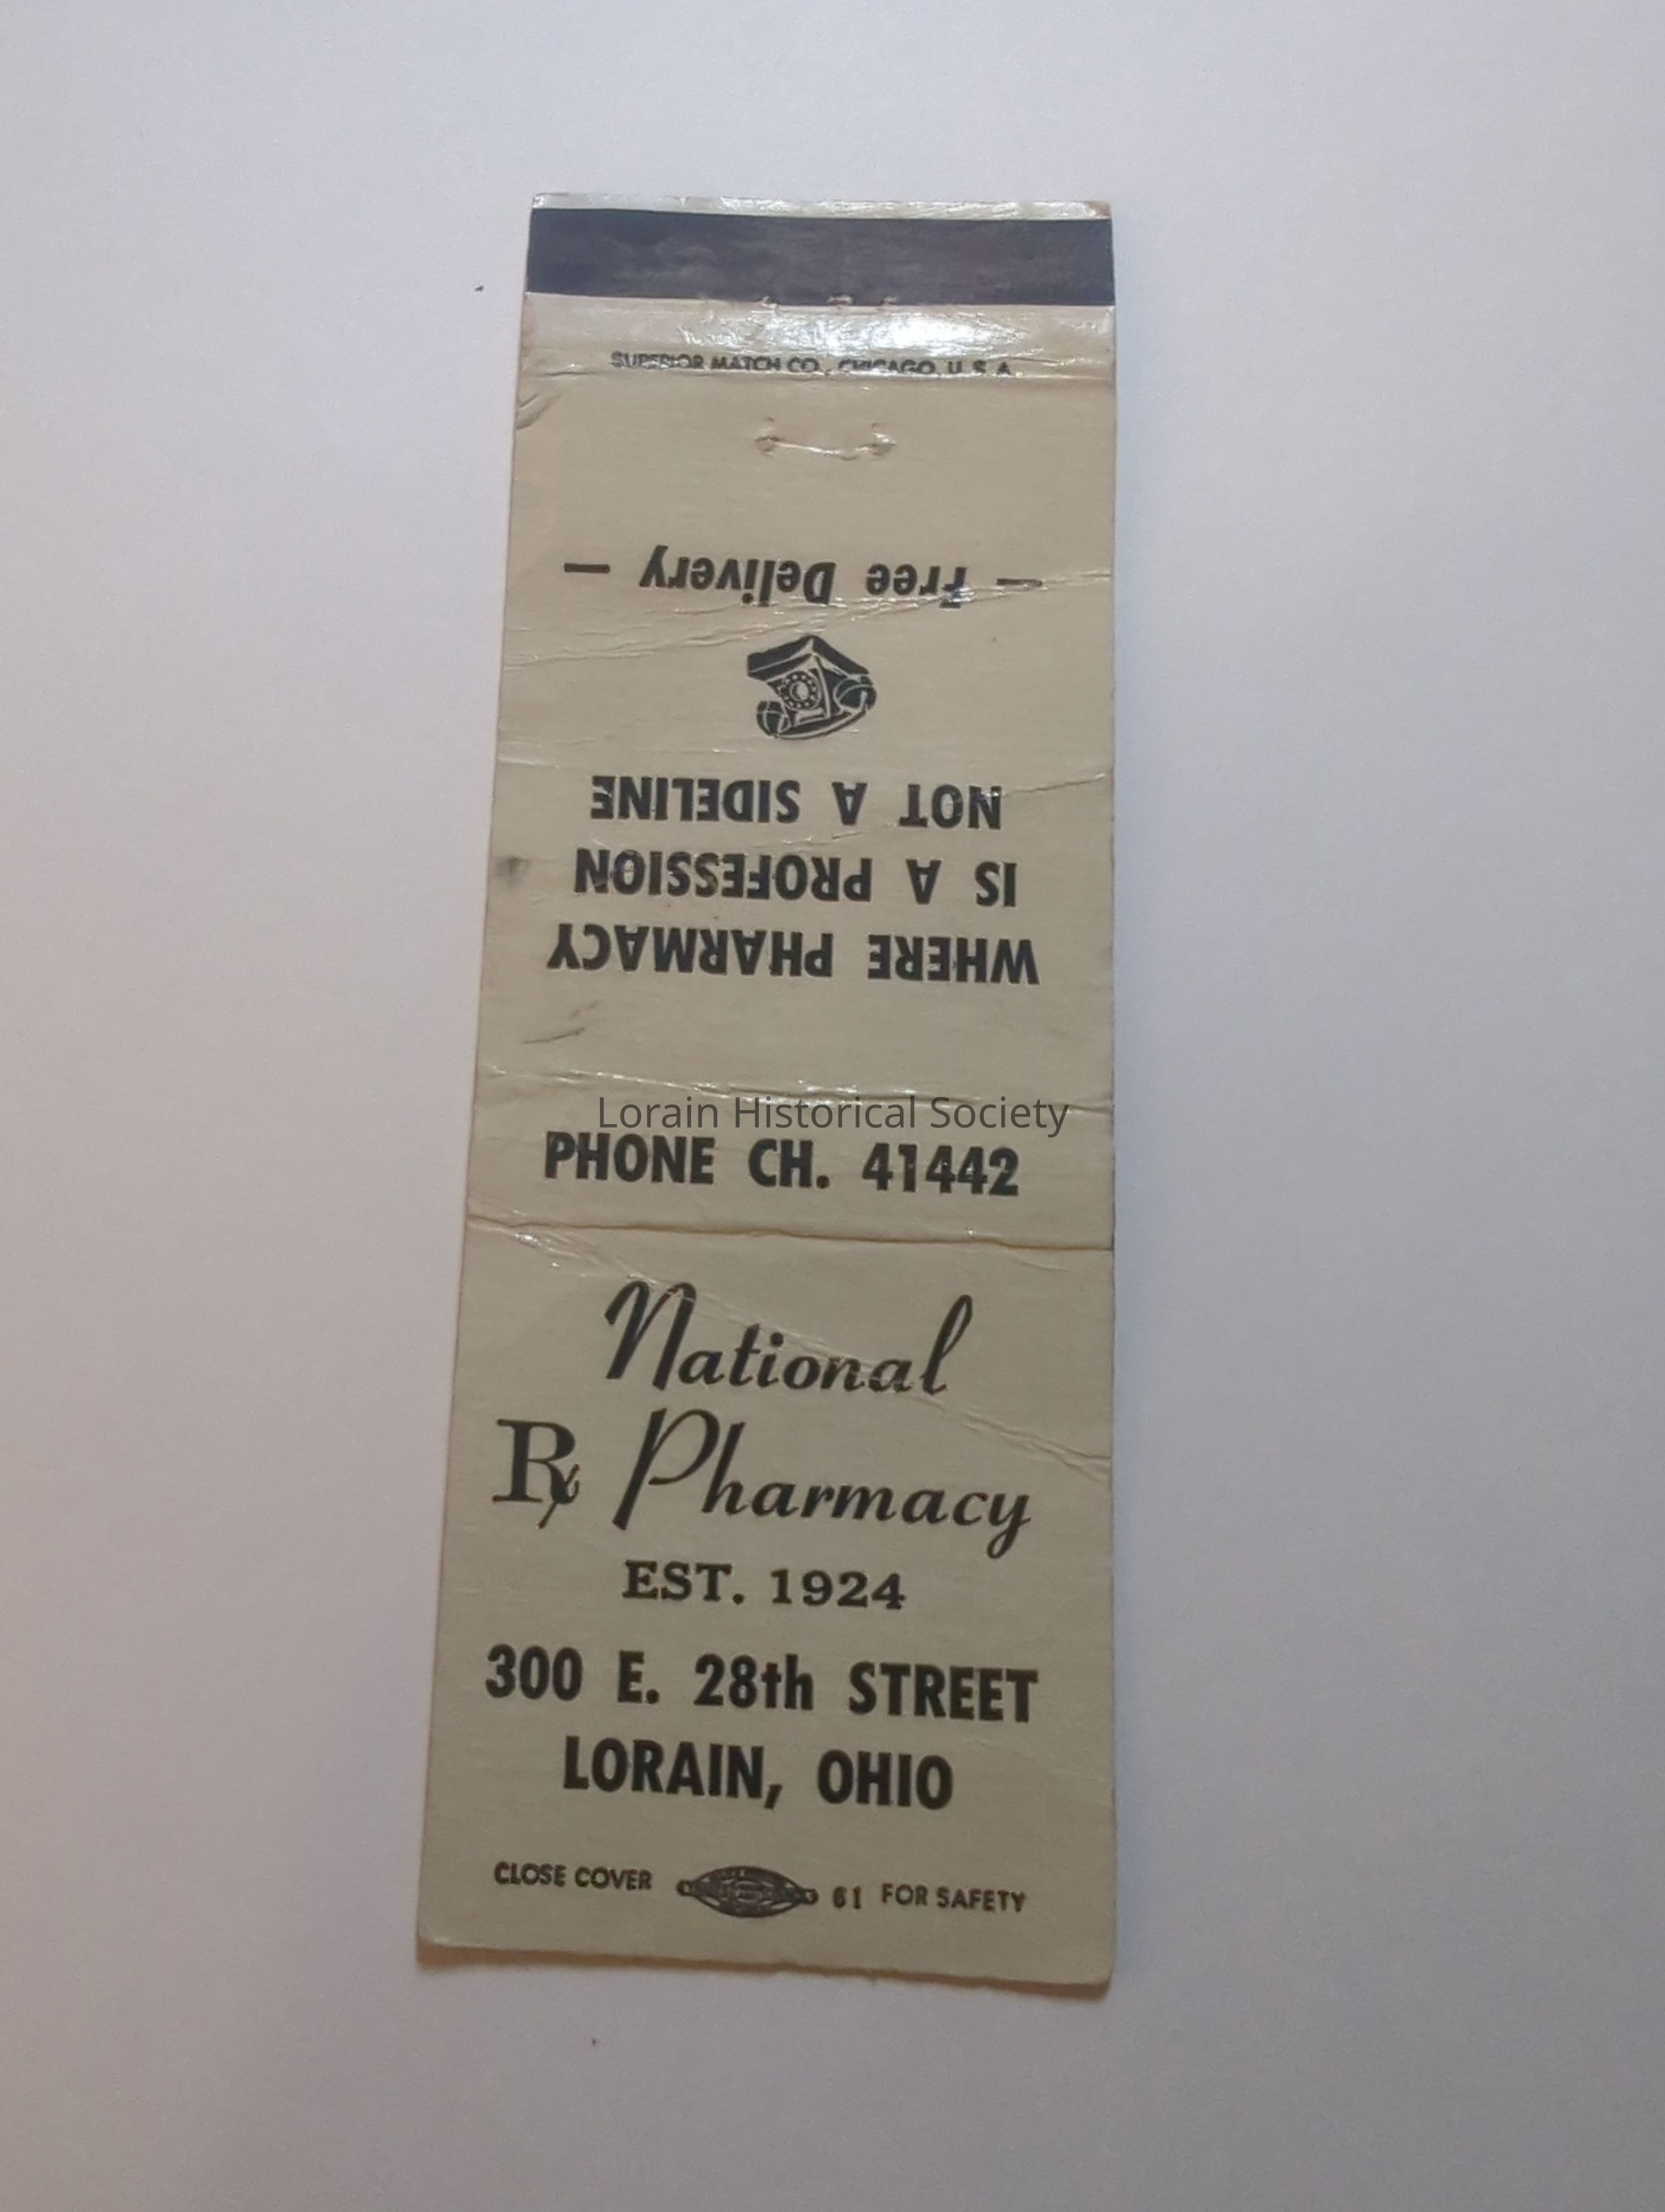 SUPERIOR MATCH CO., CHICAGO, U.S.A.
WHERE PHARMACY
IS A PROFESSION
NOT A SIDELINE
— Free Delivery —
Lorain Historical Society
PHONE CH. 41442
National
Rx Pharmacy
EST. 1924
300 E. 28th STREET
LORAIN, OHIO
CLOSE COVER 61 FOR SAFETY